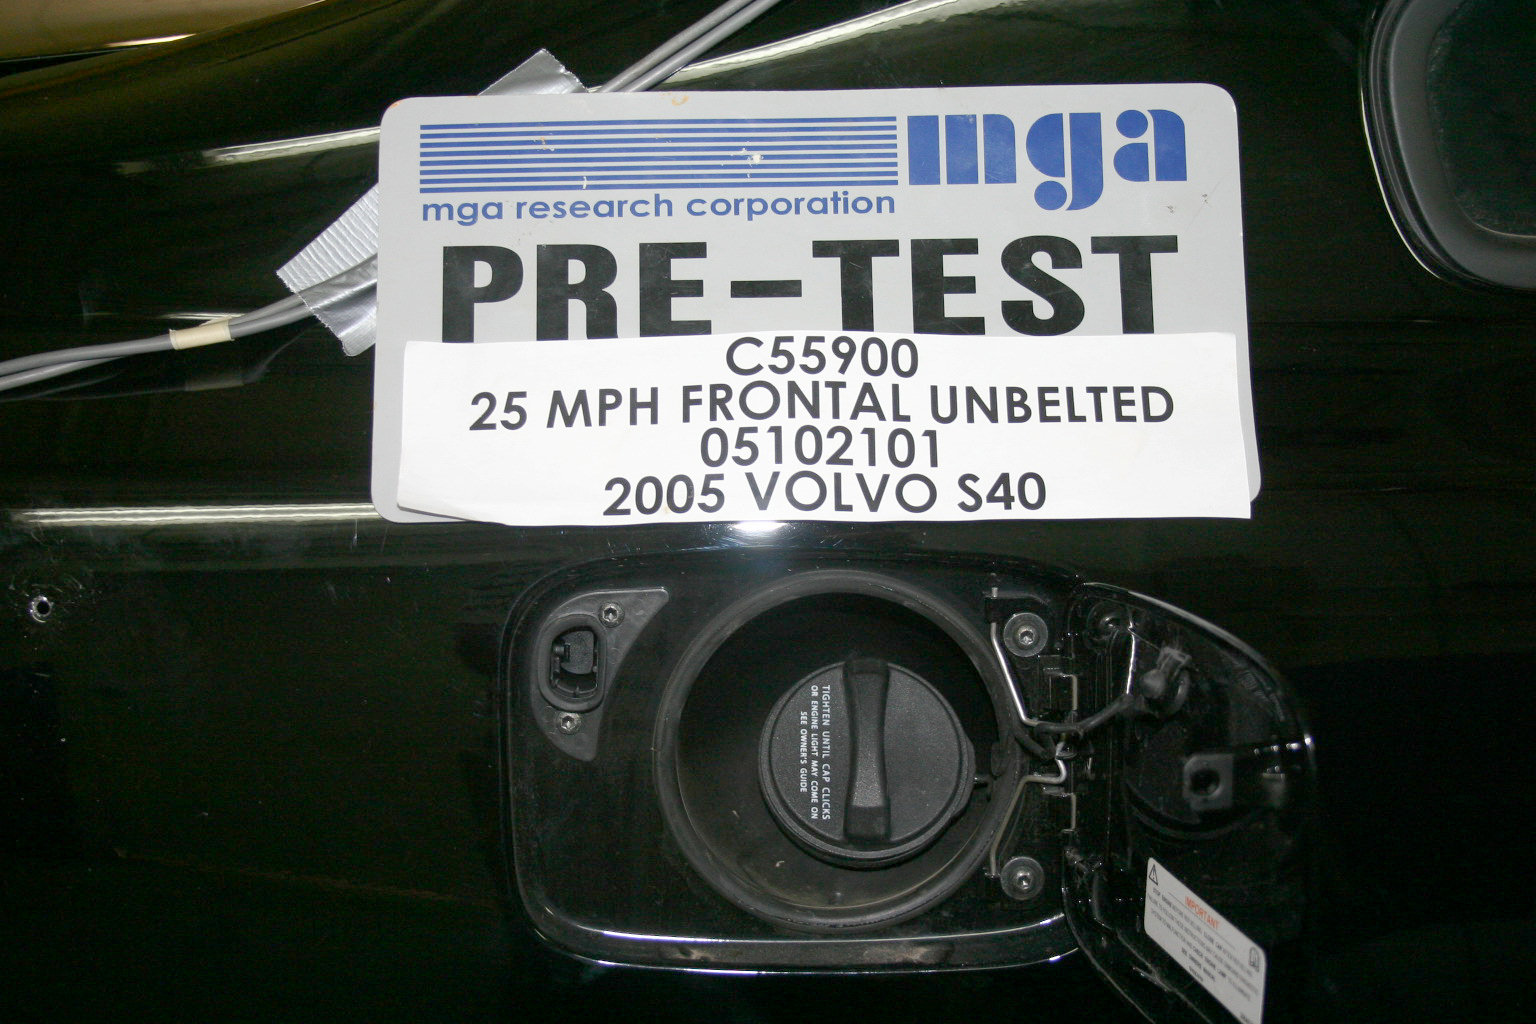 mga
mga research corporation
PRE-TEST
C55900
25 MPH FRONTAL UNBELTED
05102101
2005 VOLVO S40
TIGHTEN UNTIL CAP CLICKS
OR ENGINE LIGHT MAY COME ON
SEE OWNER'S GUIDE
IMPORTANT